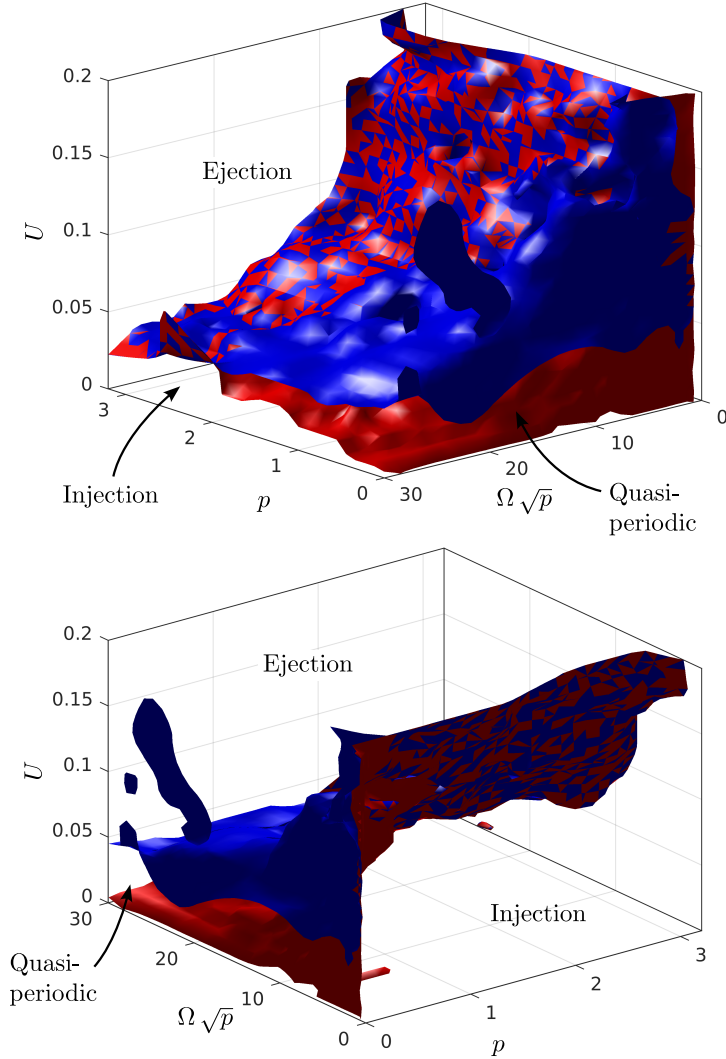 0.2
0.15
Ejection
U
0.1
0.05
0
3
2
1
0
30
20
10
0
Injection
p
Ω √p
Quasi-
periodic
0.2
Ejection
0.15
U
0.1
0.05
0
30
20
10
0
0
1
2
3
Injection
Quasi-
periodic
Ω √p
p